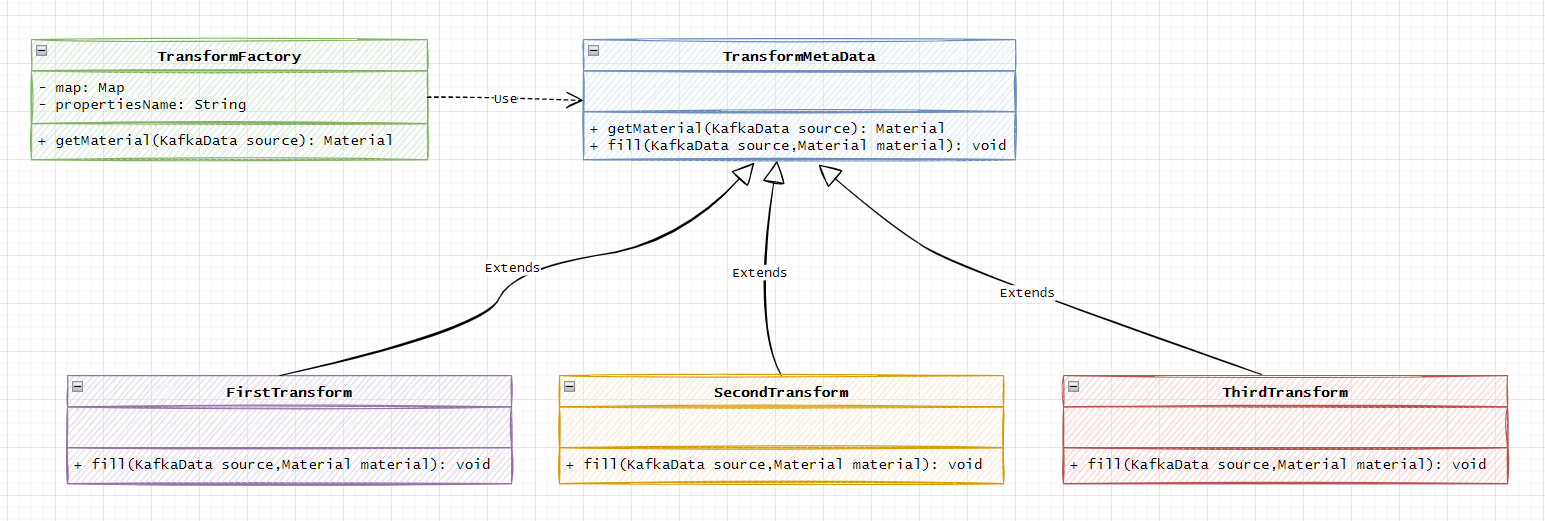 TransformFactory
- map: Map
- propertiesName: String
+ getMaterial(KafkaData source): Material
Use
TransformMetaData
+ getMaterial(KafkaData source): Material
+ fill(KafkaData source,Material material): void
Extends
Extends
Extends
FirstTransform
+ fill(KafkaData source,Material material): void
SecondTransform
+ fill(KafkaData source,Material material): void
ThirdTransform
+ fill(KafkaData source,Material material): void